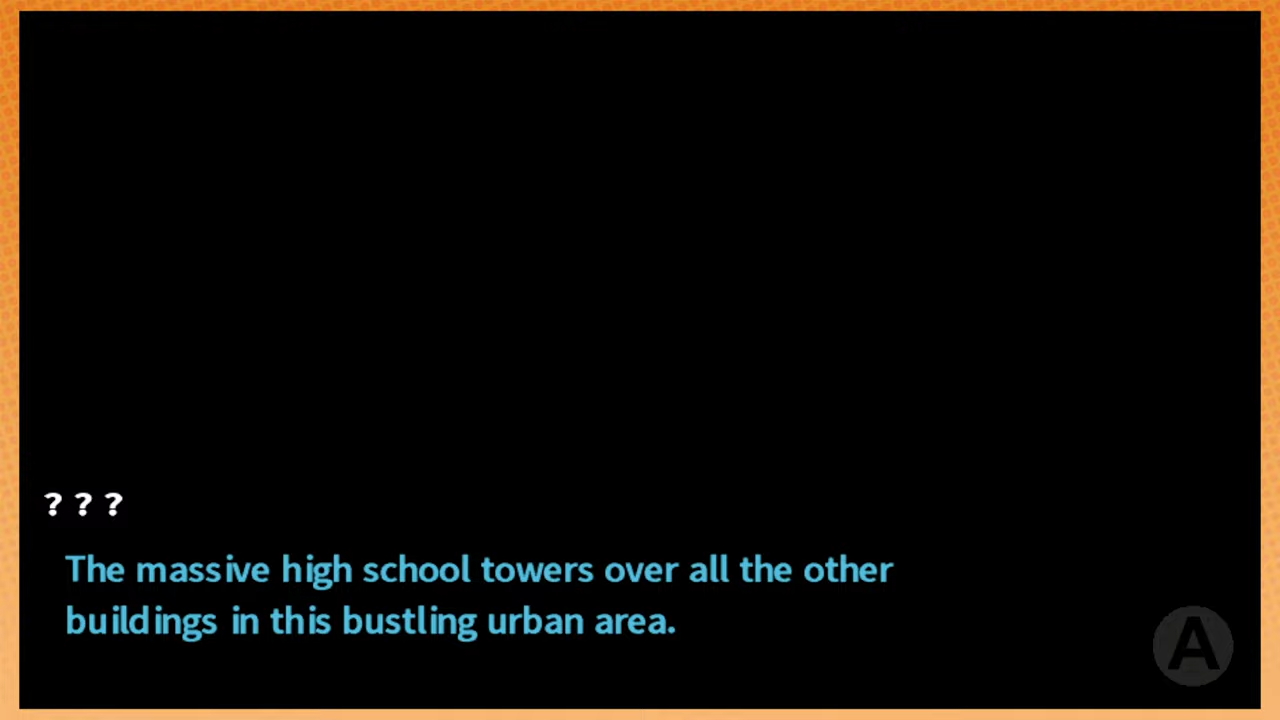 ? ? ?
The massive high school towers over all the other
buildings in this bustling urban area.
A